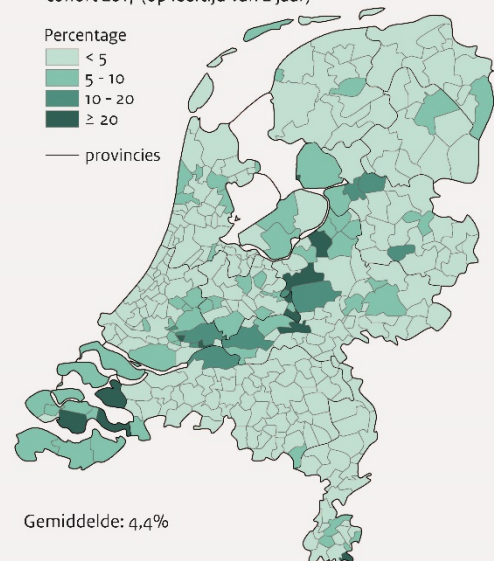 Percentage
< 5
5 - 10
10 - 20
≥ 20
provincies
Gemiddelde: 4,4%